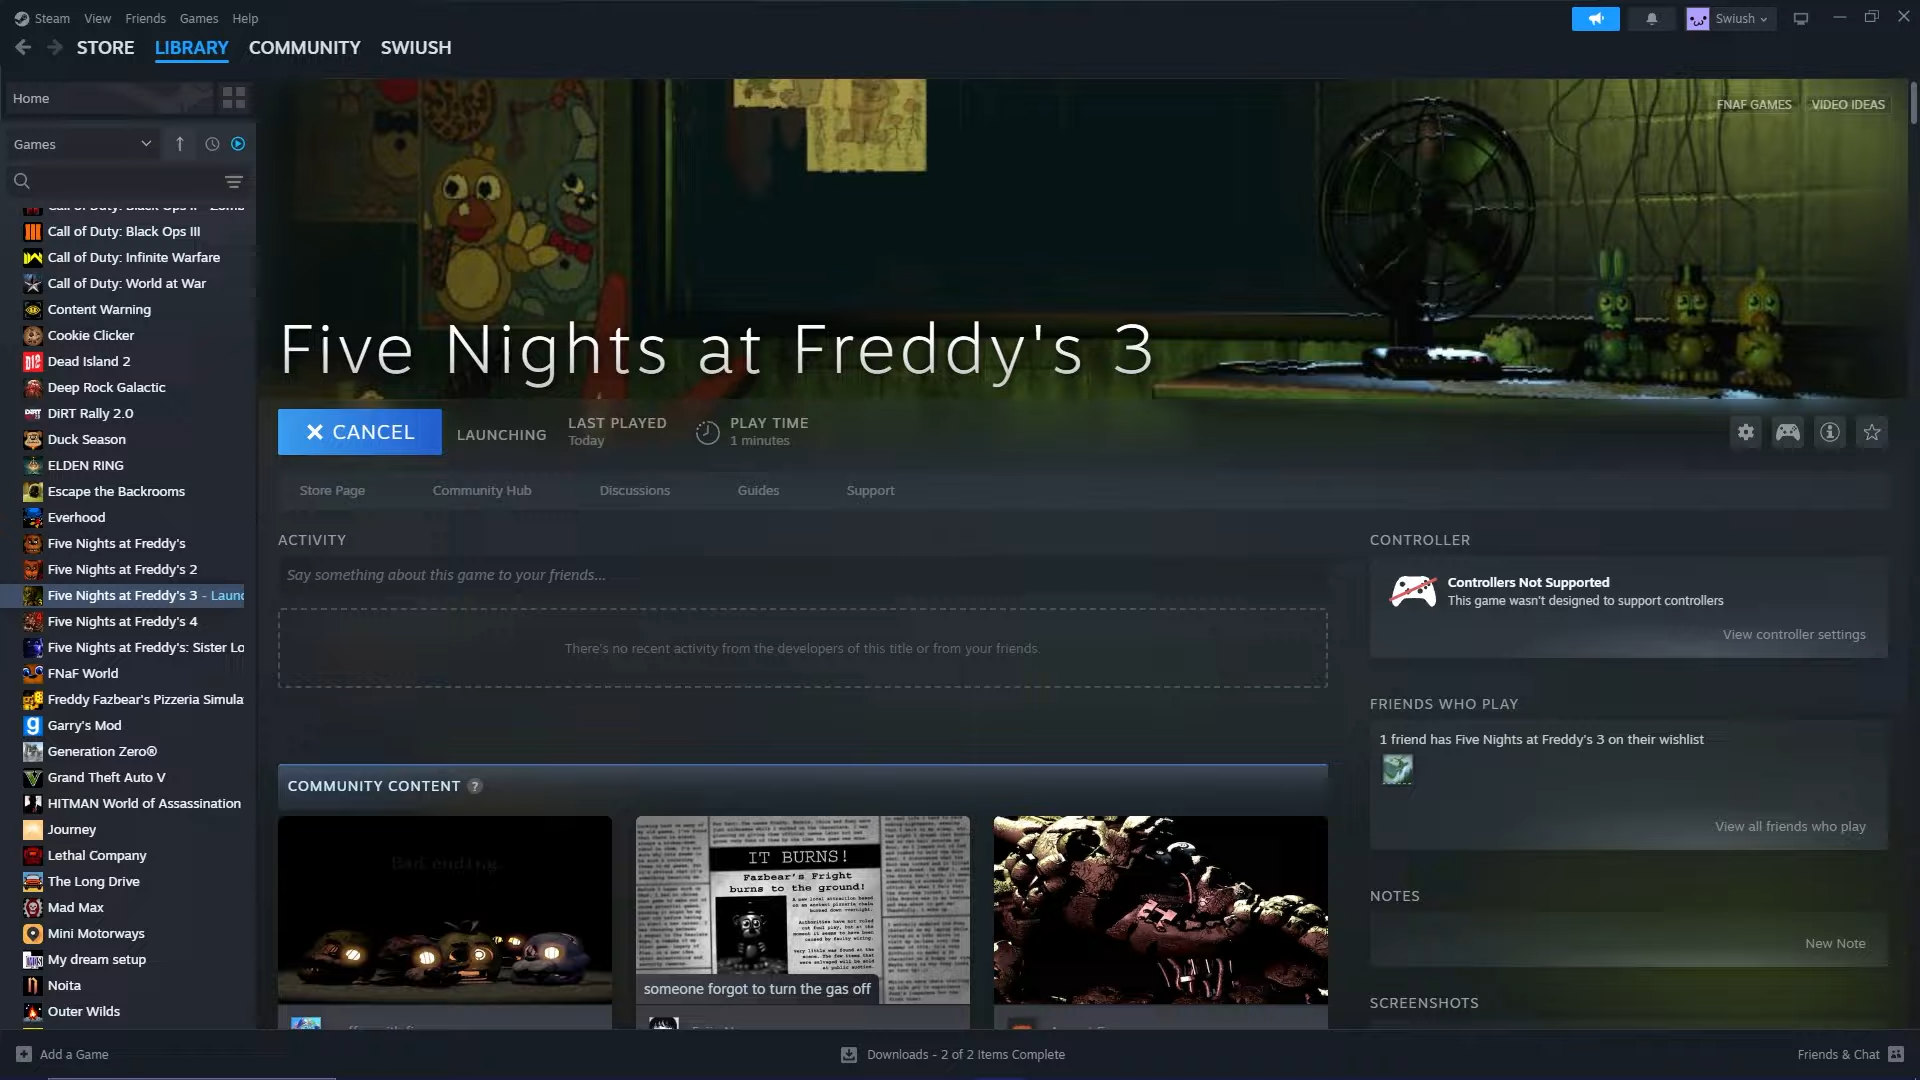 Steam View Friends Games Help
Swiush
STORE LIBRARY COMMUNITY SWIUSH
Home
Games
Call of Duty: Black Ops III
Call of Duty: Infinite Warfare
Call of Duty: World at War
Content Warning
Cookie Clicker
Dead Island 2
Deep Rock Galactic
DiRT Rally 2.0
Duck Season
ELDEN RING
Escape the Backrooms
Everhood
Five Nights at Freddy's
Five Nights at Freddy's 2
Five Nights at Freddy's 3 - Launc
Five Nights at Freddy's 4
Five Nights at Freddy's: Sister Lo
FNaF World
Freddy Fazbear's Pizzeria Simula
Garry's Mod
Generation Zero®
Grand Theft Auto V
HITMAN World of Assassination
Journey
Lethal Company
The Long Drive
Mad Max
Mini Motorways
My dream setup
Noita
Outer Wilds
FNAF GAMES VIDEO IDEAS
Five Nights at Freddy's 3
CANCEL
LAUNCHING
LAST PLAYED
Today
PLAY TIME
1 minutes
Store Page Community Hub Discussions Guides Support
ACTIVITY
Say something about this game to your friends...
There's no recent activity from the developers of this title or from your friends.
COMMUNITY CONTENT ?
Bad ending.
IT BURNS!
Fazbear's Fright
burns to the ground!
someone forgot to turn the gas off
CONTROLLER
Controllers Not Supported
This game wasn't designed to support controllers
View controller settings
FRIENDS WHO PLAY
1 friend has Five Nights at Freddy's 3 on their wishlist
View all friends who play
NOTES
New Note
SCREENSHOTS
Add a Game
Downloads - 2 of 2 Items Complete
Friends & Chat